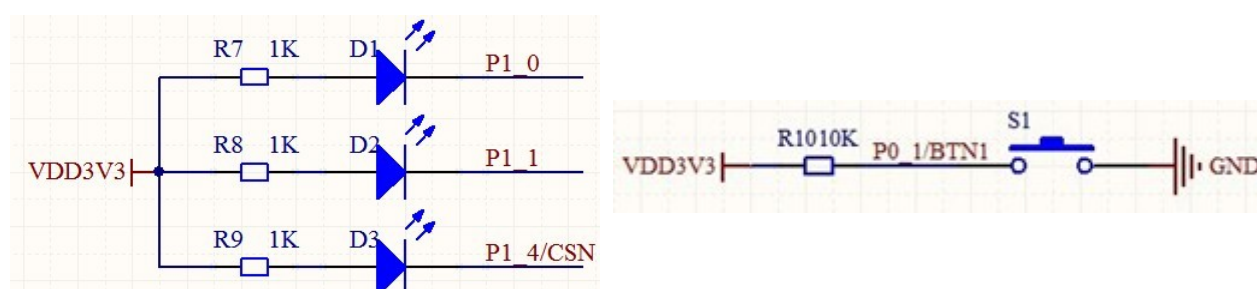 R7 1K D1 P1_0
R8 1K D2 P1_1
VDD3V3
R9 1K D3 P1_4/CSN
S1
R1010K P0_1/BTN1
VDD3V3 GND